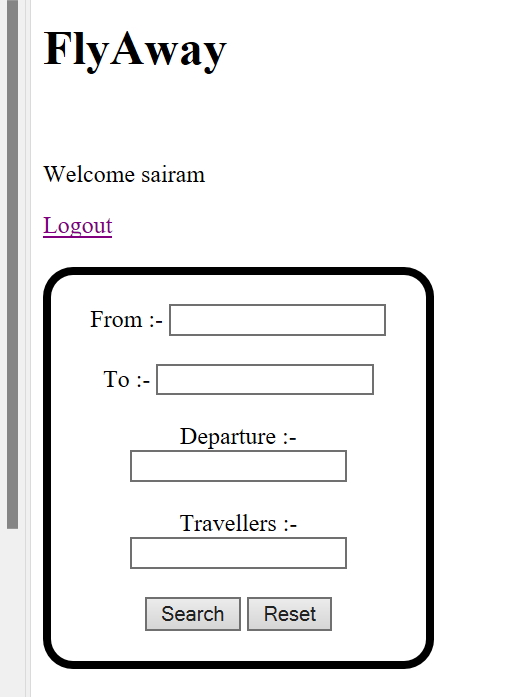 FlyAway
Welcome sairam
Logout
From :-
To :-
Departure :-
Travellers :-
Search Reset